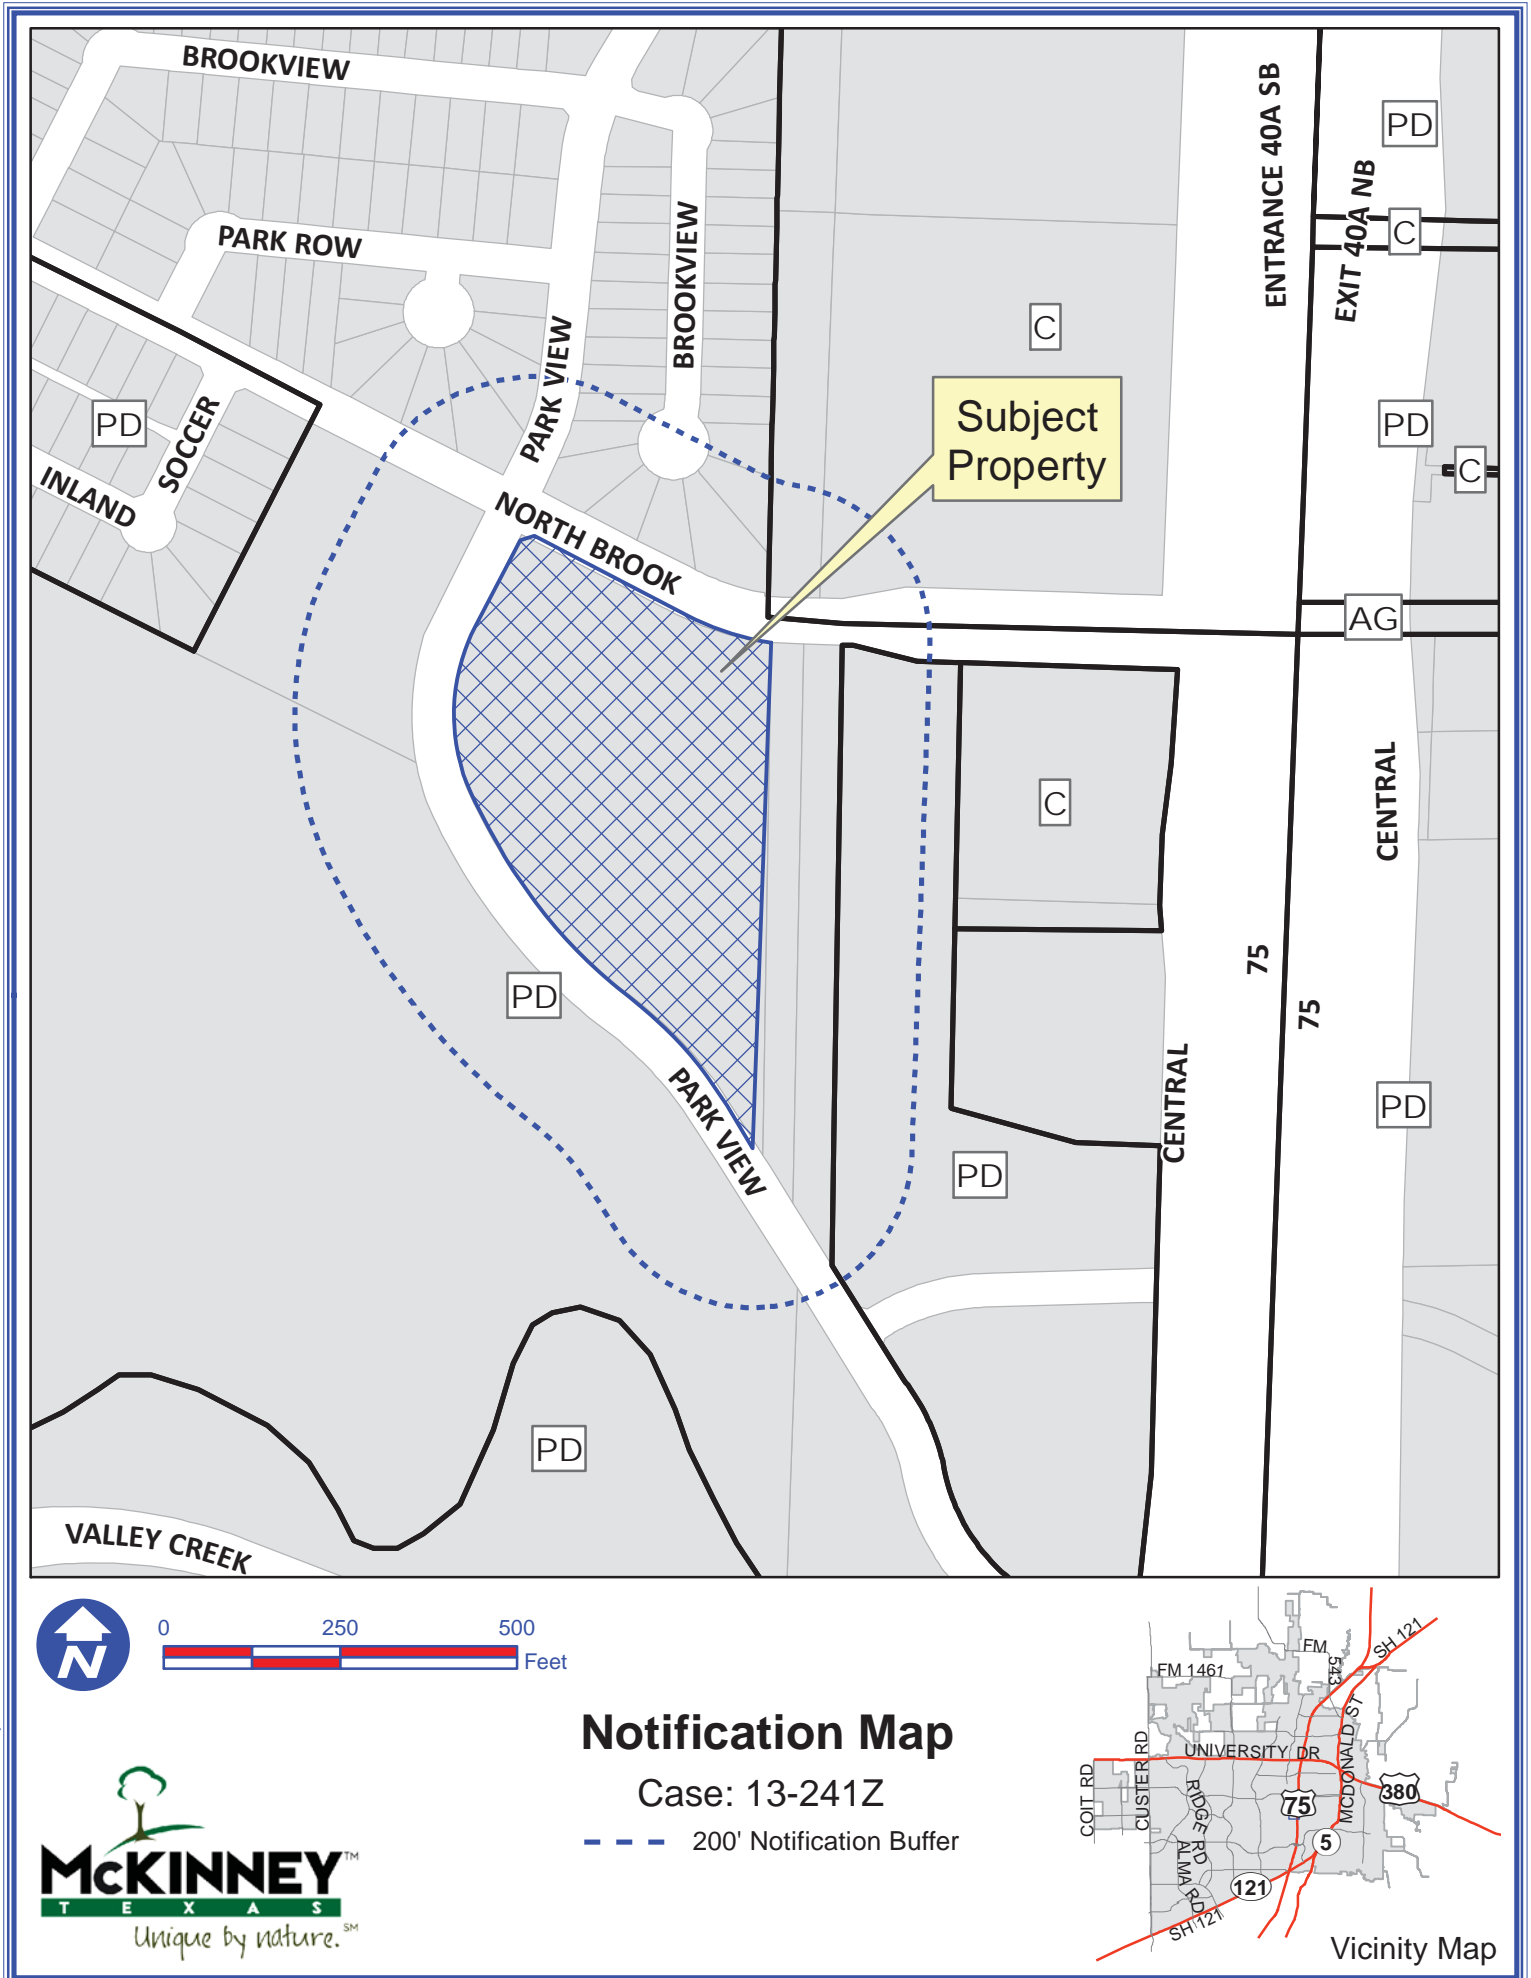 BROOKVIEW
ENTRANCE 40A SB
PD
EXIT 40A NB
C
PARK ROW
BROOKVIEW
PARK VIEW
C
PD
SOCCER
INLAND
Subject
Property
PD
C
NORTH BROOK
AG
C
CENTRAL
75
75
PD
PARK VIEW
CENTRAL
PD
PD
PD
VALLEY CREEK
N
0 250 500
Feet
Notification Map
Case: 13-241Z
200' Notification Buffer
McKINNEY™
TEXAS
Unique by nature.℠
FM 1461
FM
543
SH 121
UNIVERSITY DR
MCDONALD ST
COIT RD
CUSTER RD
RIDGE RD
ALMA RD
75
380
5
121
SH 121
Vicinity Map